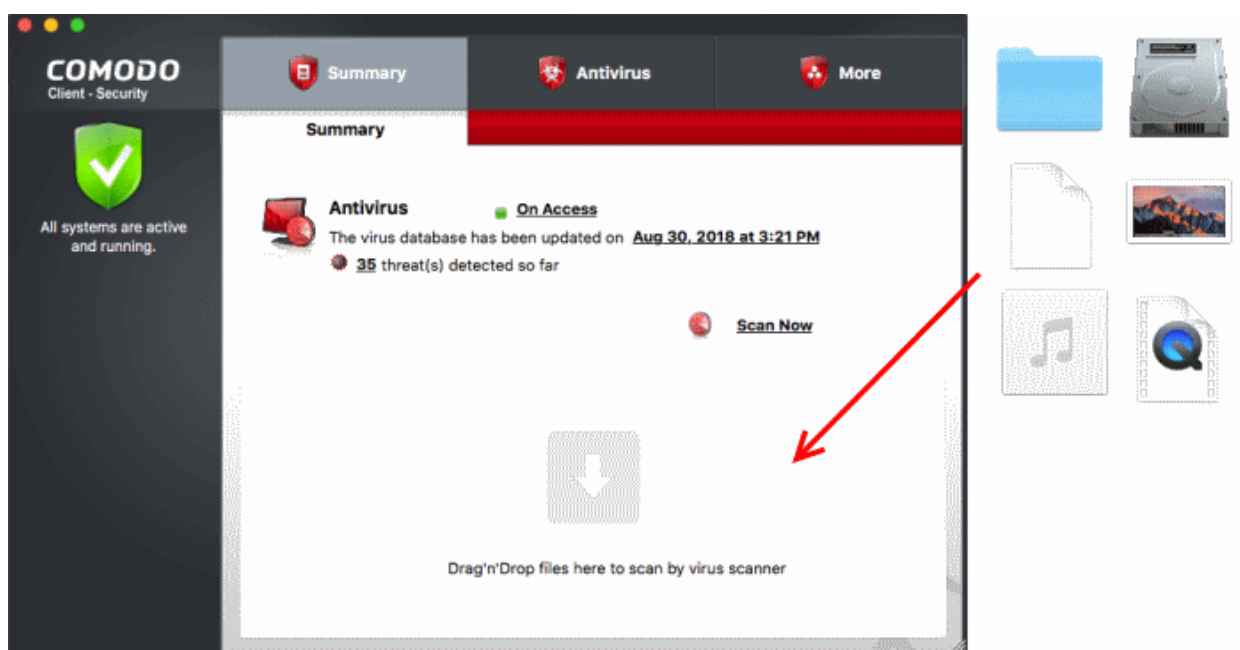 COMODO
Client - Security
Summary
Antivirus
More
Summary
All systems are active
and running.
Antivirus
On Access
The virus database has been updated on Aug 30, 2018 at 3:21 PM
35 threat(s) detected so far
Scan Now
Drag'n'Drop files here to scan by virus scanner